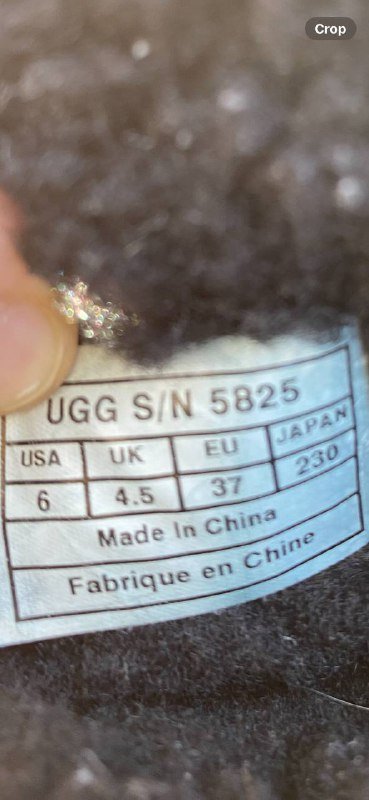 Crop
UGG S/N 5825
USA UK EU JAPAN
6 4.5 37 230
Made In China
Fabrique en Chine